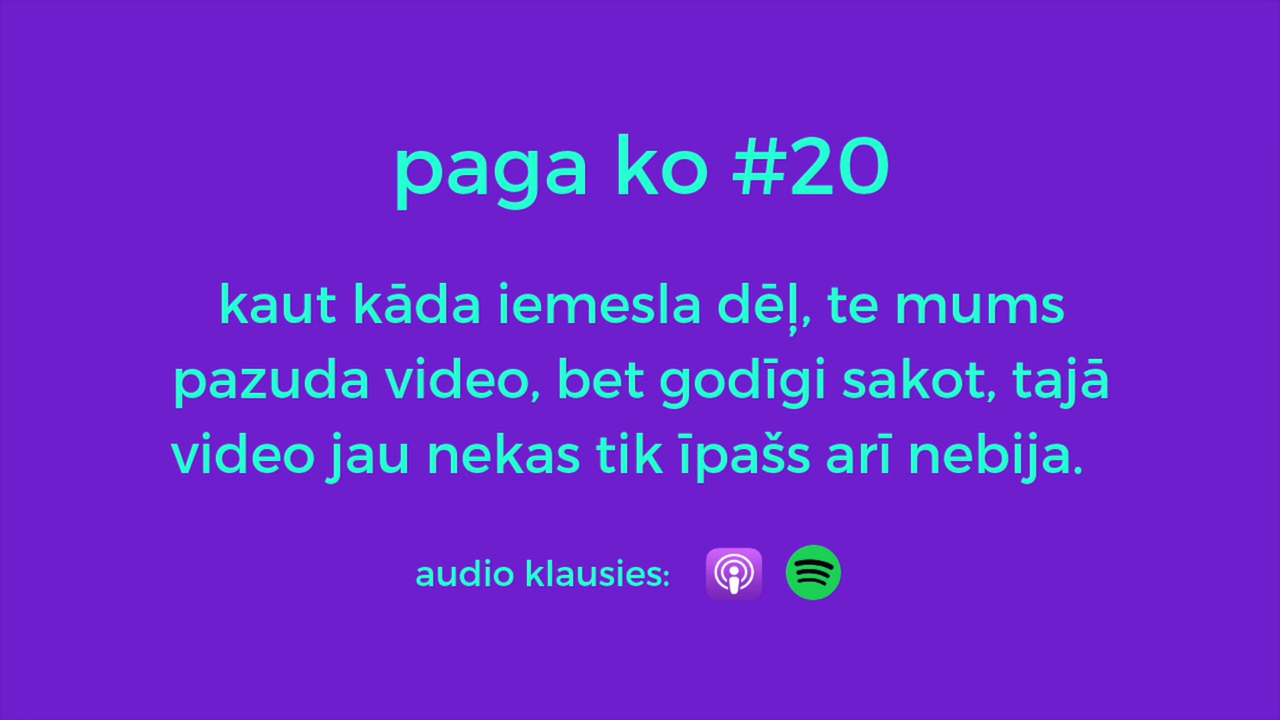 paga ko #20
kaut kāda iemesla dēļ, te mums
pazuda video, bet godīgi sakot, tajā
video jau nekas tik īpašs arī nebija.
audio klausies: